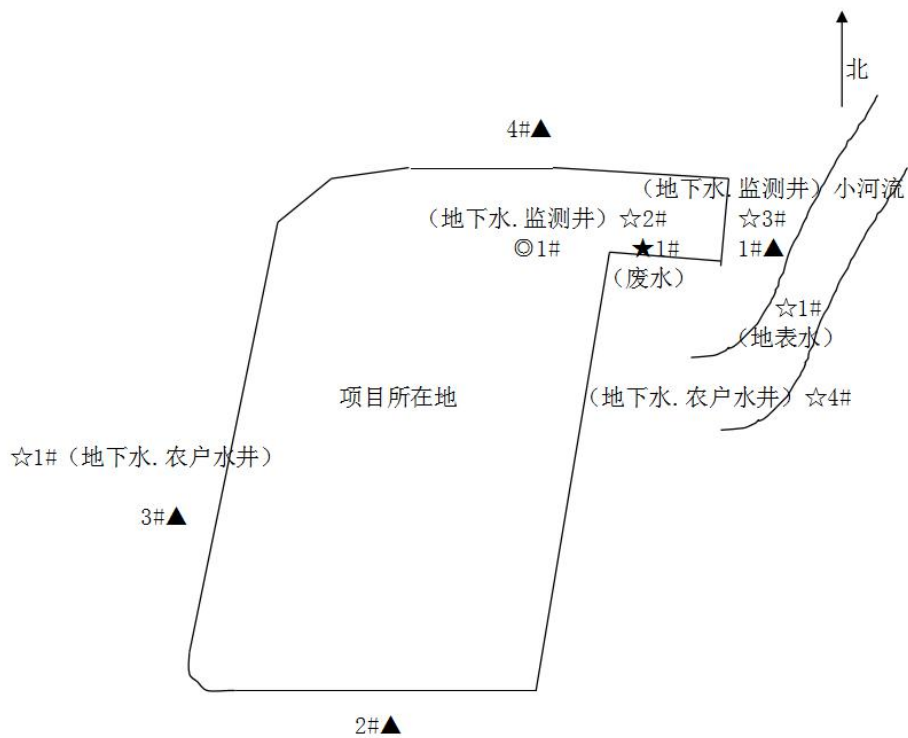 北
4#▲
(地下水.监测井) 小河流
(地下水.监测井)☆2#
☆3#
◎1#
★1#
1#▲
(废水)
☆1#
(地表水)
项目所在地
(地下水.农户水井)☆4#
☆1#(地下水.农户水井)
3#▲
2#▲